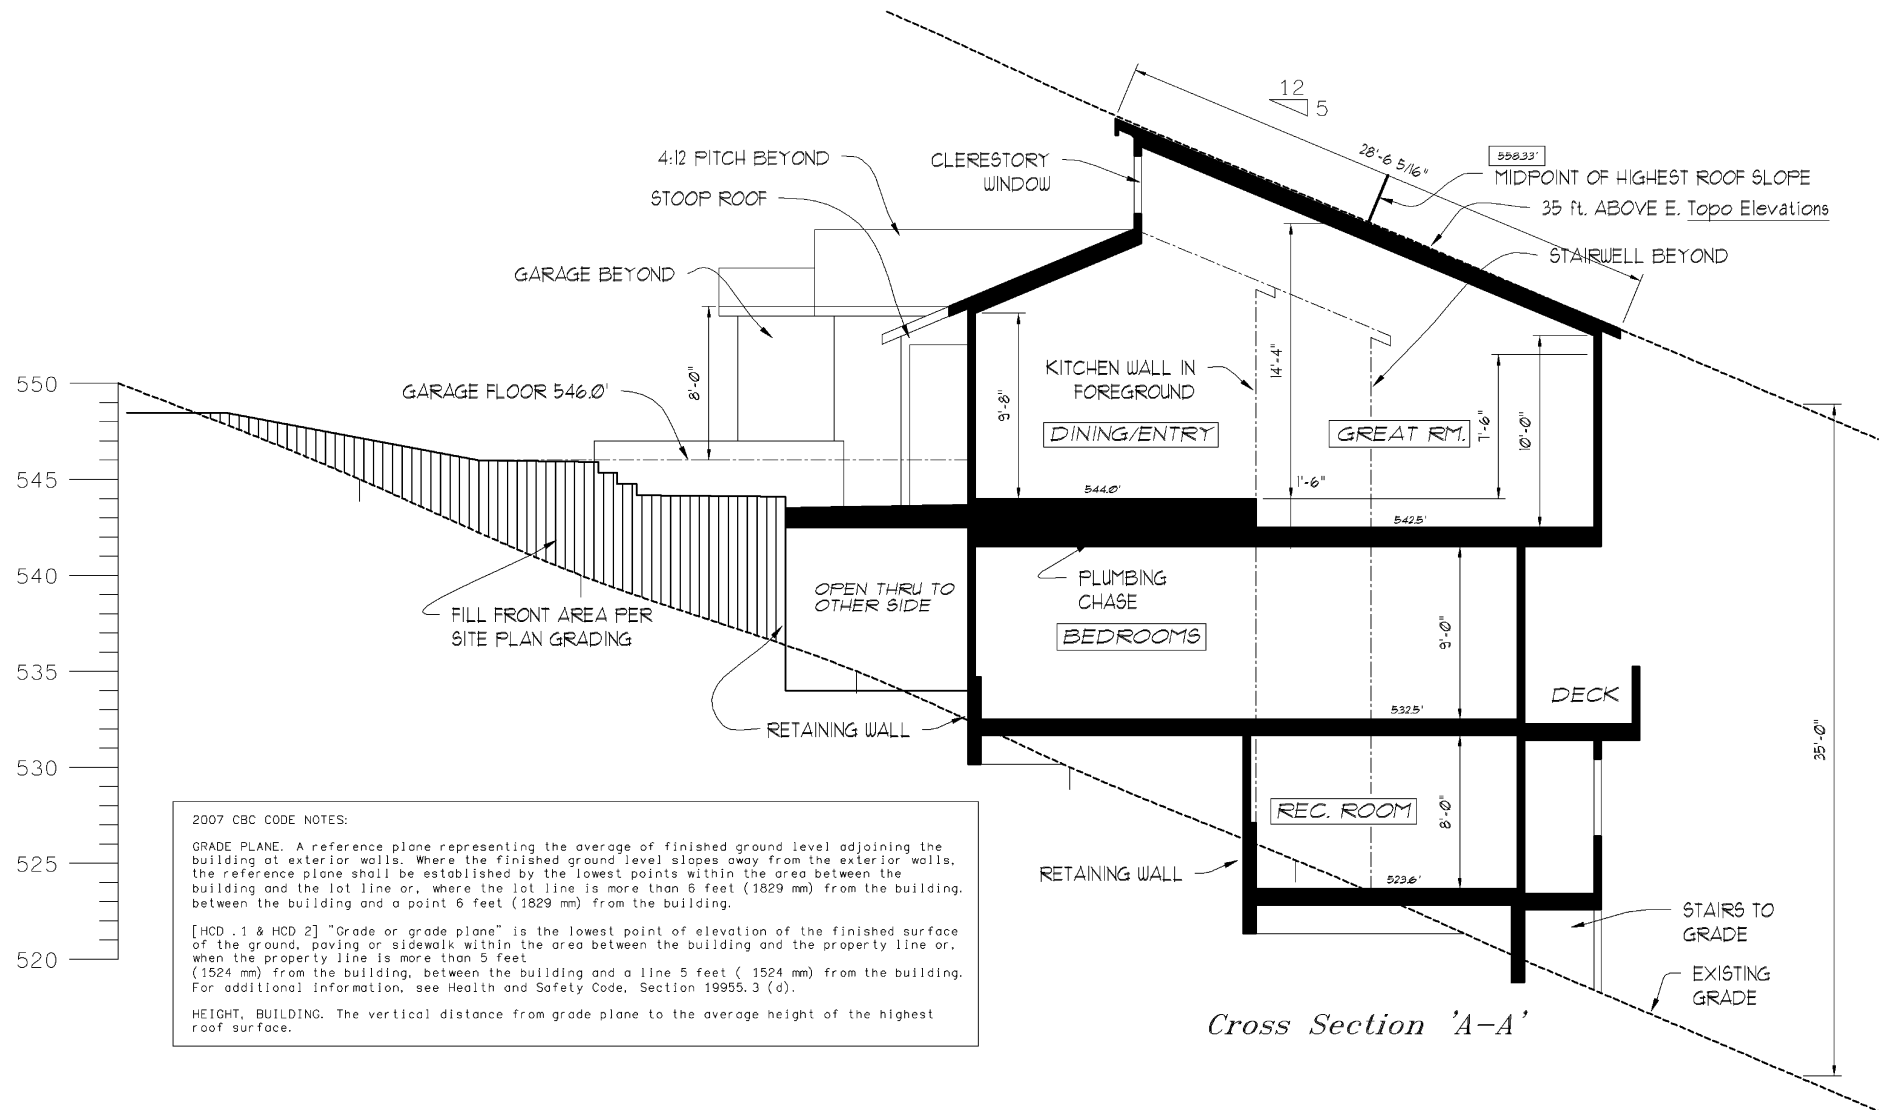 12
5
28'-6 5/16"
558.33'
MIDPOINT OF HIGHEST ROOF SLOPE
35 ft. ABOVE E. Topo Elevations
STAIRWELL BEYOND
4:12 PITCH BEYOND
CLERESTORY
WINDOW
STOOP ROOF
GARAGE BEYOND
GARAGE FLOOR 546.0'
8'-0"
9'-8"
KITCHEN WALL IN
FOREGROUND
14'-4"
DINING/ENTRY
GREAT RM.
7'-6"
10'-0"
1'-6"
544.0'
542.5'
550
545
540
535
530
525
520
OPEN THRU TO
OTHER SIDE
PLUMBING
CHASE
BEDROOMS
9'-0"
FILL FRONT AREA PER
SITE PLAN GRADING
DECK
532.5'
RETAINING WALL
35'-0"
REC. ROOM
8'-0"
RETAINING WALL
523.6'
STAIRS TO
GRADE
EXISTING
GRADE
2007 CBC CODE NOTES:
GRADE PLANE. A reference plane representing the average of finished ground level adjoining the
building at exterior walls. Where the finished ground level slopes away from the exterior walls,
the reference plane shall be established by the lowest points within the area between the
building and the lot line or, where the lot line is more than 6 feet (1829 mm) from the building.
between the building and a point 6 feet (1829 mm) from the building.
[HCD .1 & HCD 2] "Grade or grade plane" is the lowest point of elevation of the finished surface
of the ground, paving or sidewalk within the area between the building and the property line or,
when the property line is more than 5 feet
(1524 mm) from the building, between the building and a line 5 feet ( 1524 mm) from the building.
For additional information, see Health and Safety Code, Section 19955.3 (d).
HEIGHT, BUILDING. The vertical distance from grade plane to the average height of the highest
roof surface.
Cross Section 'A-A'